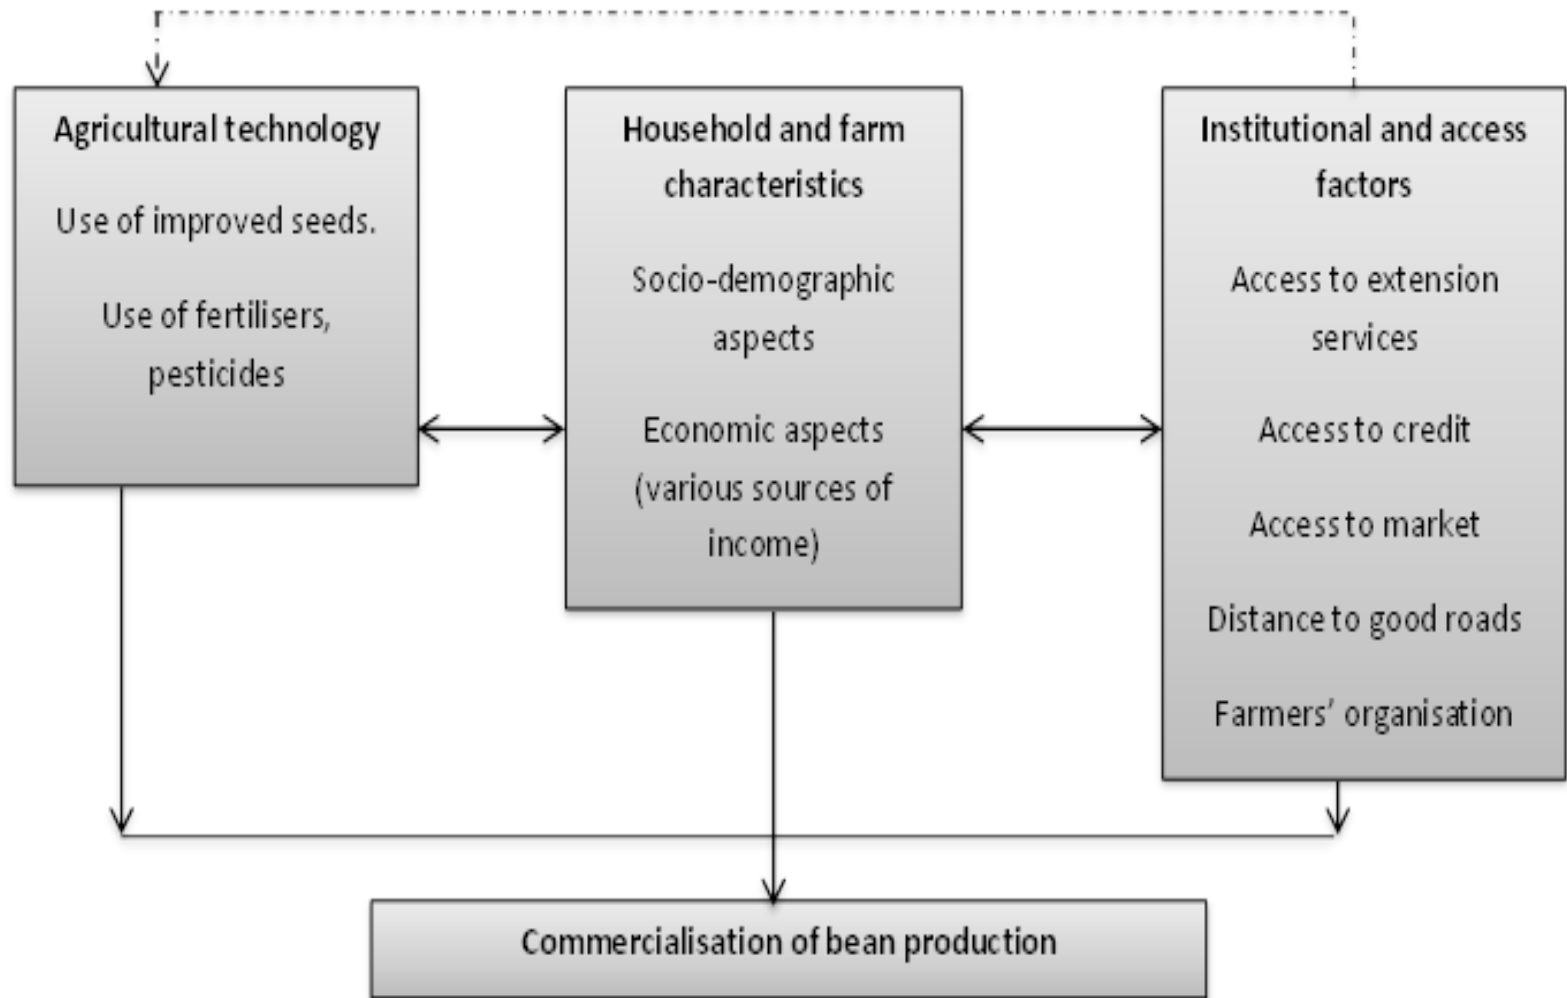 Agricultural technology
Use of improved seeds.
Use of fertilisers,
pesticides
Household and farm
characteristics
Socio-demographic
aspects
Economic aspects
(various sources of
income)
Institutional and access
factors
Access to extension
services
Access to credit
Access to market
Distance to good roads
Farmers’ organisation
Commercialisation of bean production